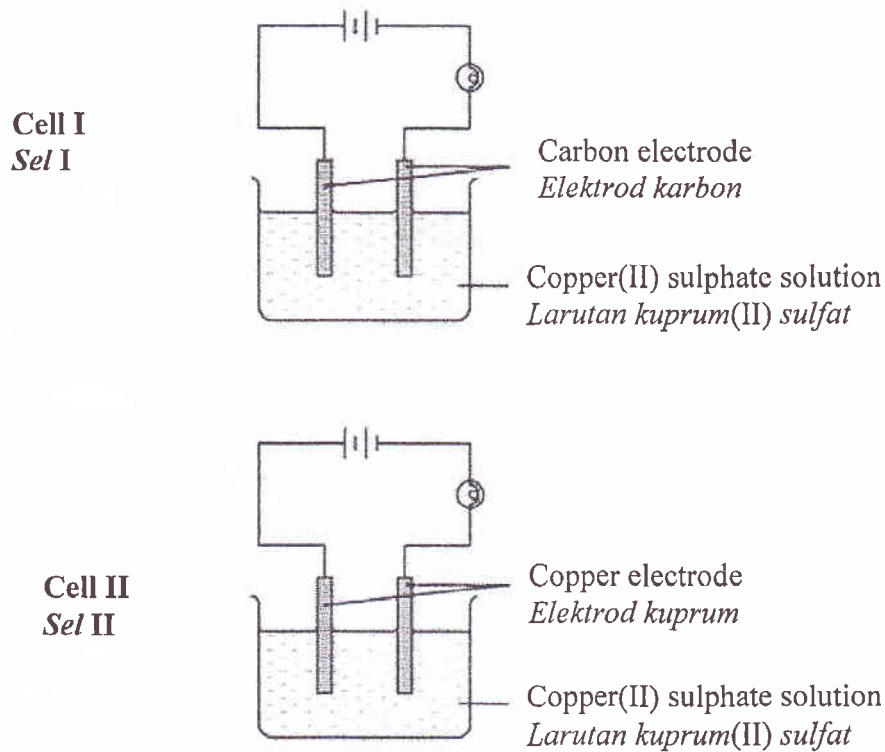 Cell I
Sel I
Carbon electrode
Elektrod karbon
Copper(II) sulphate solution
Larutan kuprum(II) sulfat
Cell II
Sel II
Copper electrode
Elektrod kuprum
Copper(II) sulphate solution
Larutan kuprum(II) sulfat